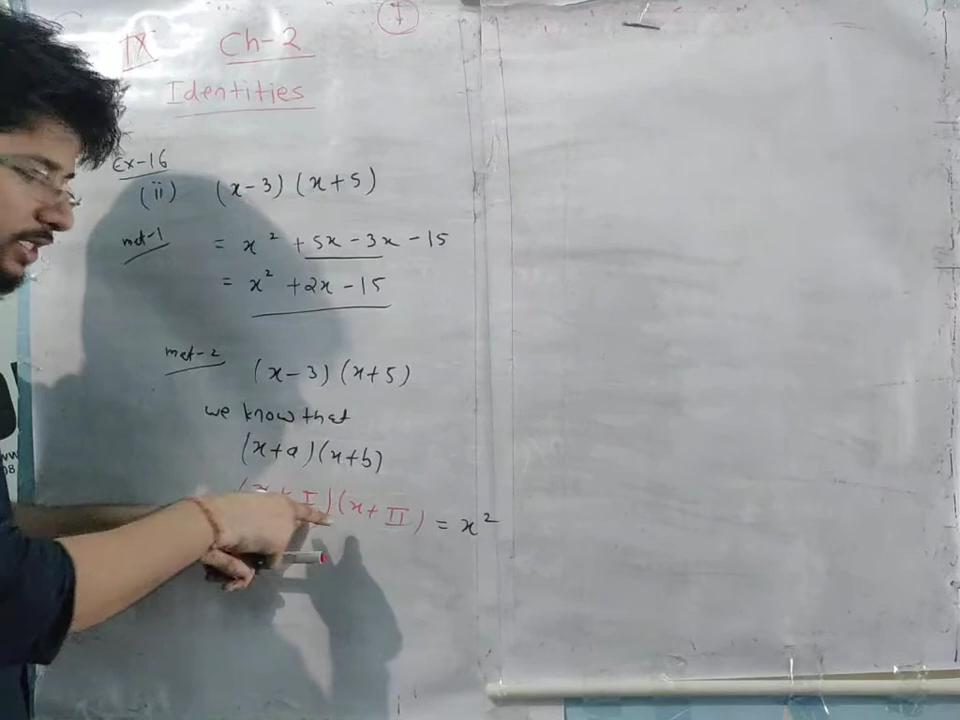 IX Ch-2
Identities
Ex-16
(ii) (x-3) (x+5)
met-1 = x² +5x -3x -15
= x² +2x -15
met-2 (x-3) (x+5)
we know that
(x+a)(x+b)
(x+I)(x+II) = x²